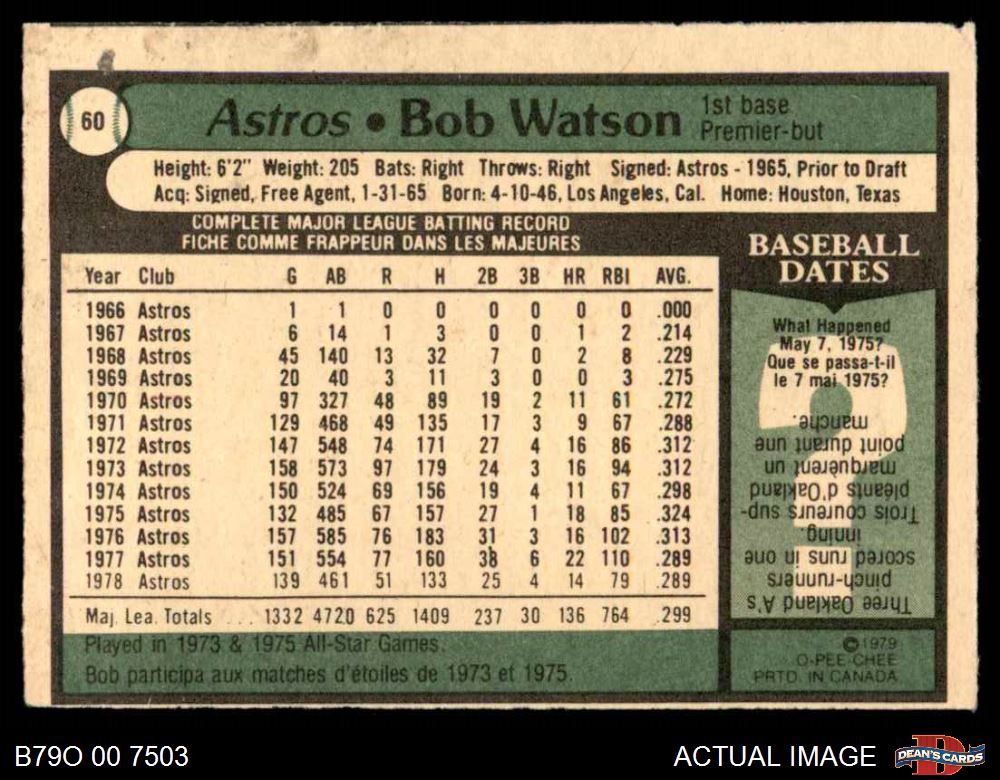 60
Astros • Bob Watson
1st base
Premier-but
Height: 6'2" Weight: 205 Bats: Right Throws: Right Signed: Astros - 1965, Prior to Draft
Acq: Signed, Free Agent, 1-31-65 Born: 4-10-46, Los Angeles, Cal. Home: Houston, Texas
COMPLETE MAJOR LEAGUE BATTING RECORD
FICHE COMME FRAPPEUR DANS LES MAJEURES
Year Club G AB R H 2B 3B HR RBI AVG.
1966 Astros 1 1 0 0 0 0 0 0 .000
1967 Astros 6 14 1 3 0 0 1 2 .214
1968 Astros 45 140 13 32 7 0 2 8 .229
1969 Astros 20 40 3 11 3 0 0 3 .275
1970 Astros 97 327 48 89 19 2 11 61 .272
1971 Astros 129 468 49 135 17 3 9 67 .288
1972 Astros 147 548 74 171 27 4 16 86 .312
1973 Astros 158 573 97 179 24 3 16 94 .312
1974 Astros 150 524 69 156 19 4 11 67 .298
1975 Astros 132 485 67 157 27 1 18 85 .324
1976 Astros 157 585 76 183 31 3 16 102 .313
1977 Astros 151 554 77 160 38 6 22 110 .289
1978 Astros 139 461 51 133 25 4 14 79 .289
Maj. Lea. Totals ... 1332 4720 625 1409 237 30 136 764 .299
Played in 1973 & 1975 All-Star Games.
Bob participa aux matches d'étoiles de 1973 et 1975.
BASEBALL
DATES
What Happened
May 7, 1975?
Que se passa-t-il
le 7 mai 1975?
Three Oakland A's
pinch-runners
scored runs in one
inning.
Trois coureurs sup-
pléants d'Oakland
marquèrent un
point durant une
manche.
©1979
O-PEE-CHEE
PRTD. IN CANADA
B79O 00 7503
ACTUAL IMAGE
DEAN'S CARDS